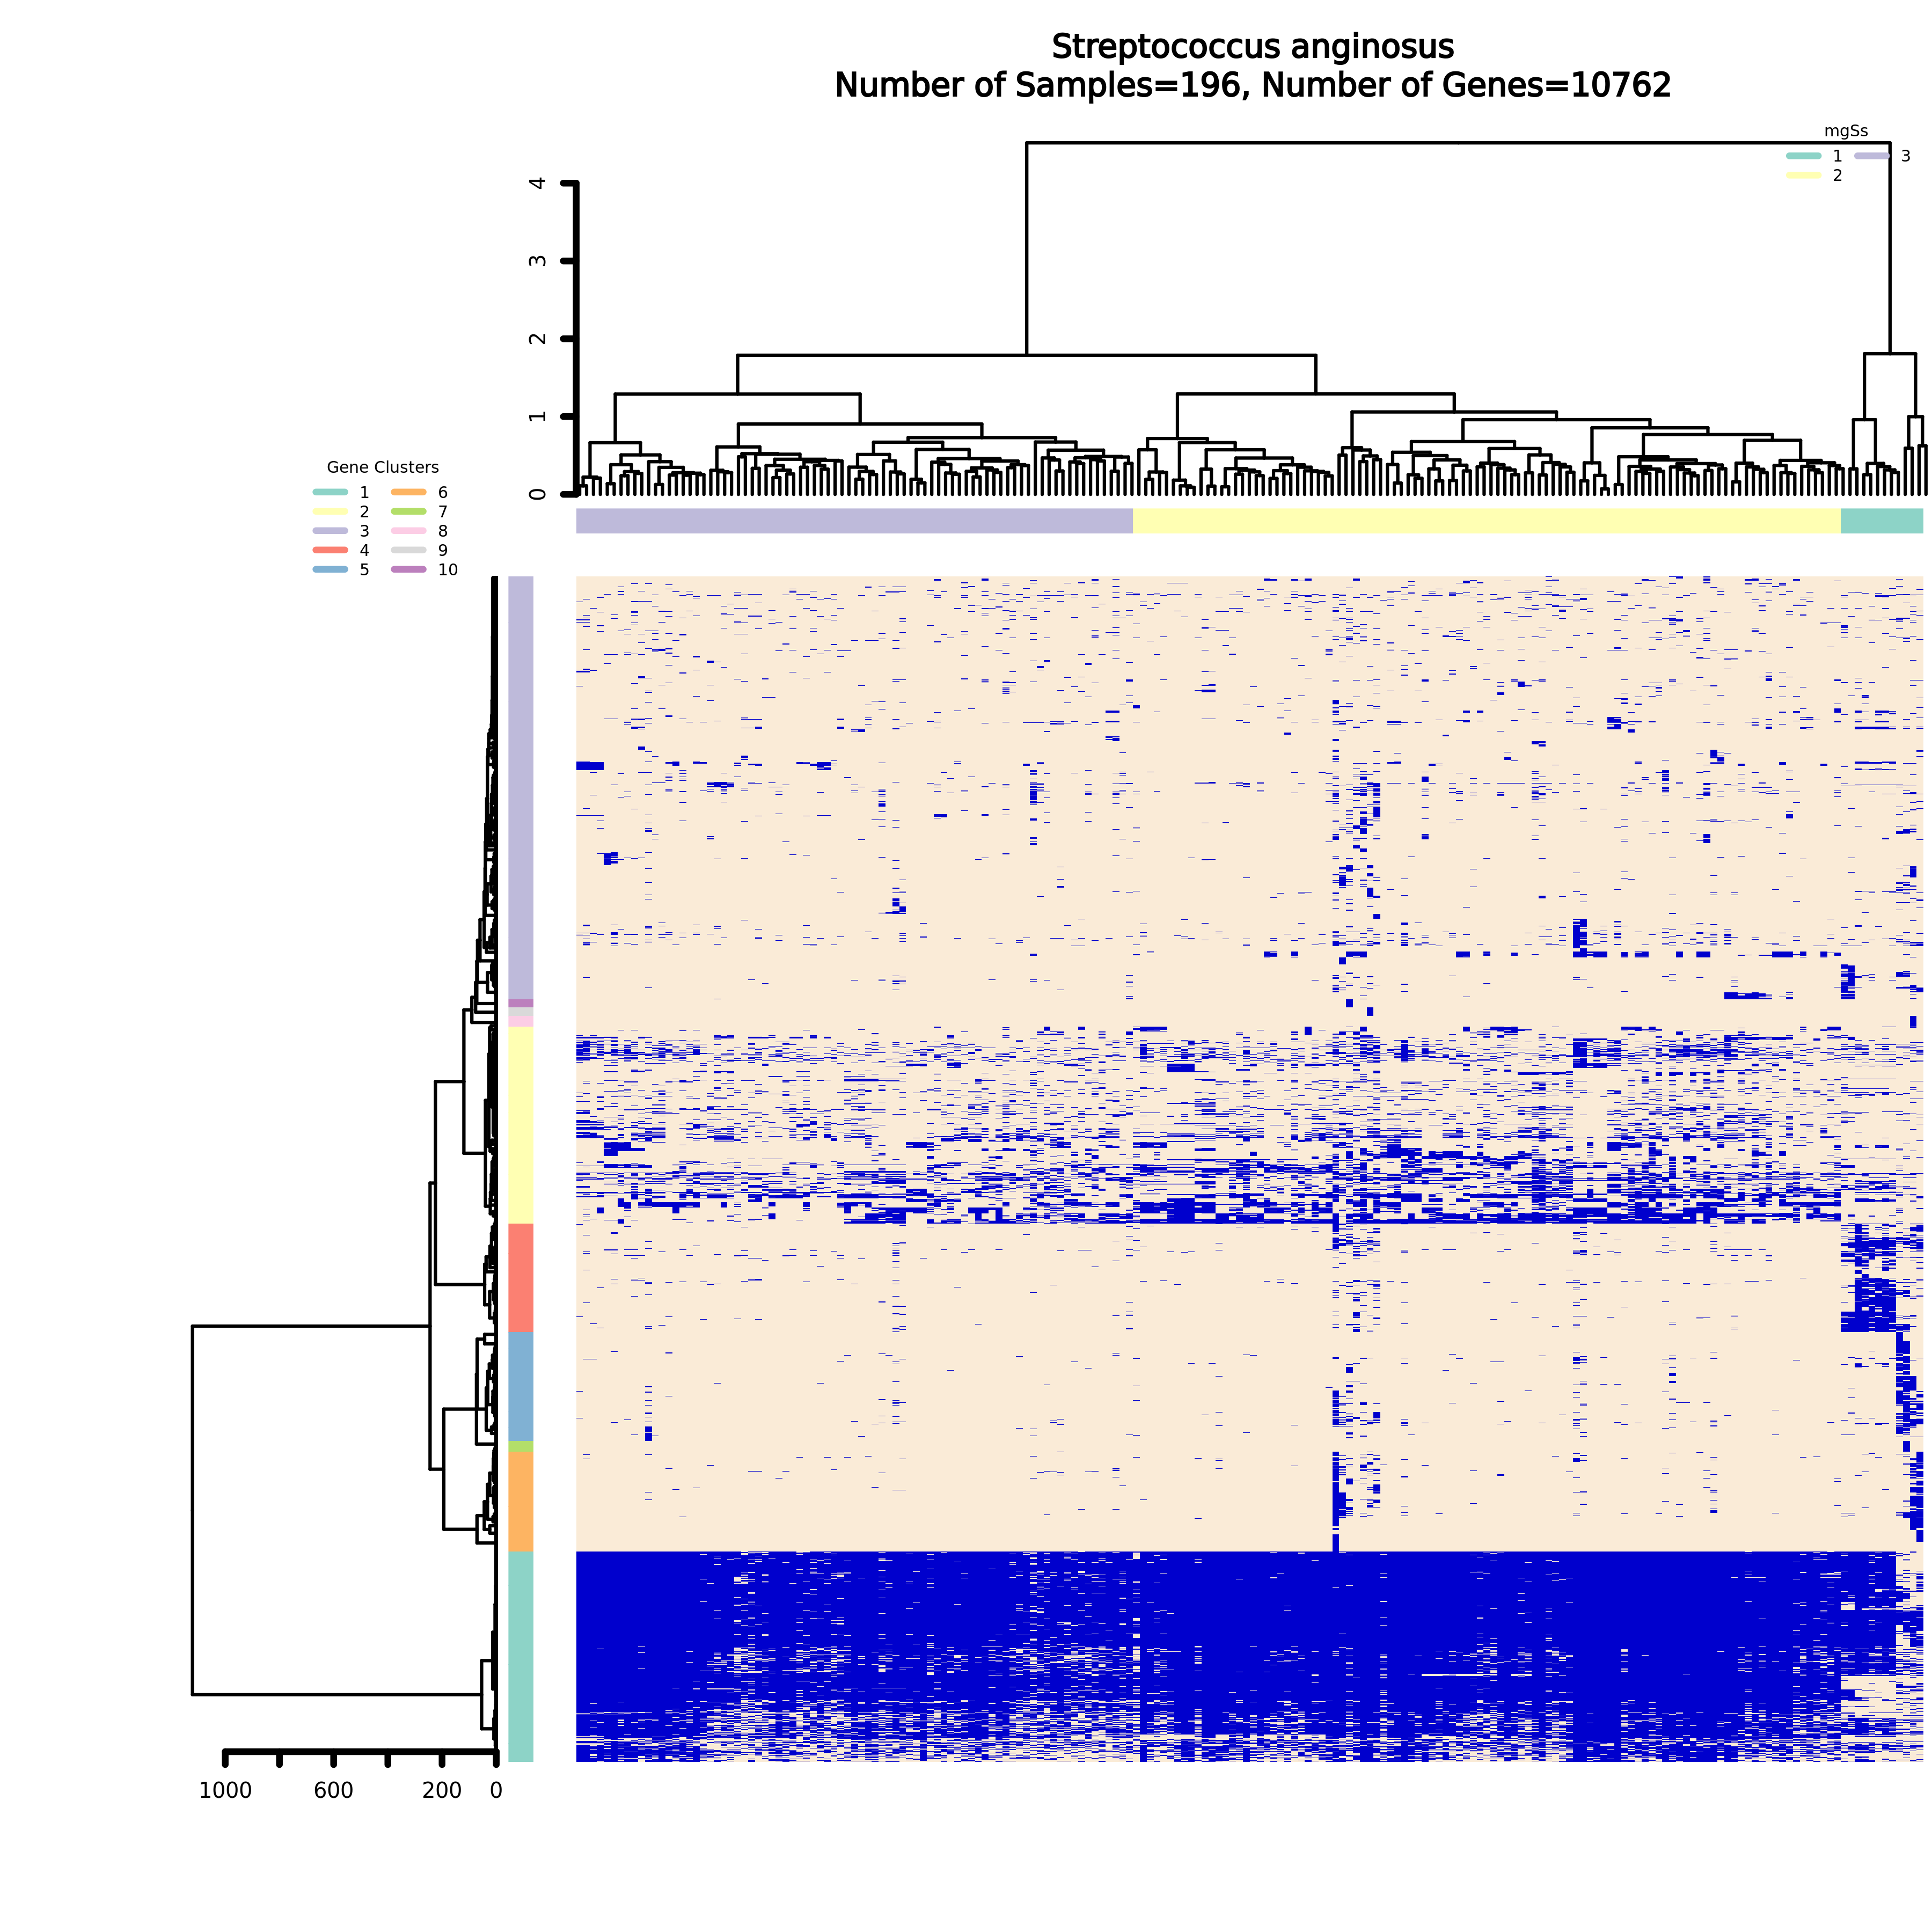 Streptococcus anginosus
Number of Samples=196, Number of Genes=10762
mgSs
1 3
2
4
3
2
1
0
Gene Clusters
1 6
2 7
3 8
4 9
5 10
1000 600 200 0